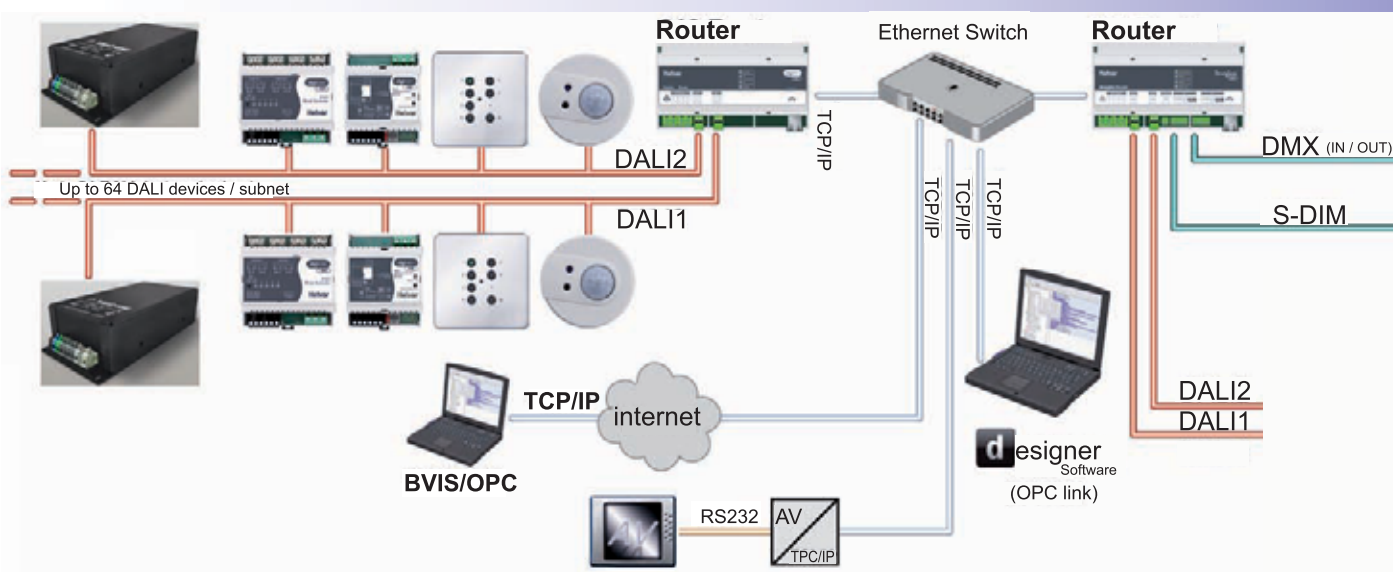 Router
Ethernet Switch
Router
TCP/IP
DMX (IN / OUT)
DALI2
Up to 64 DALI devices / subnet
TCP/IP
TCP/IP
TCP/IP
DALI1
S-DIM
TCP/IP
internet
DALI2
DALI1
BVIS/OPC
designer
Software
(OPC link)
RS232
AV
TPC/IP
AV